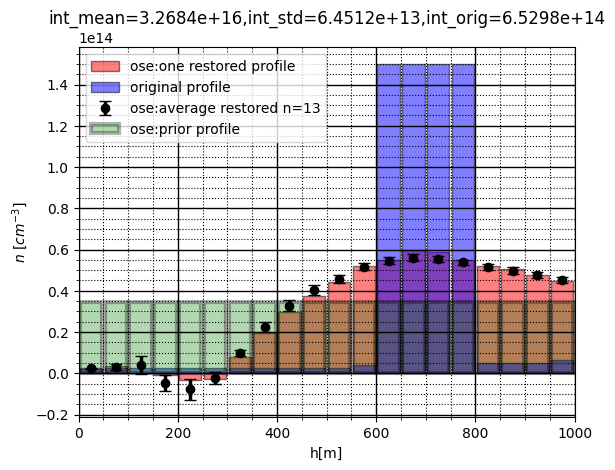 int_mean=3.2684e+16,int_std=6.4512e+13,int_orig=6.5298e+14
1e14
ose:one restored profile
original profile
ose:average restored n=13
ose:prior profile
1.4
1.2
1.0
0.8
0.6
0.4
0.2
0.0
−0.2
n [cm⁻³]
0 200 400 600 800 1000
h[m]